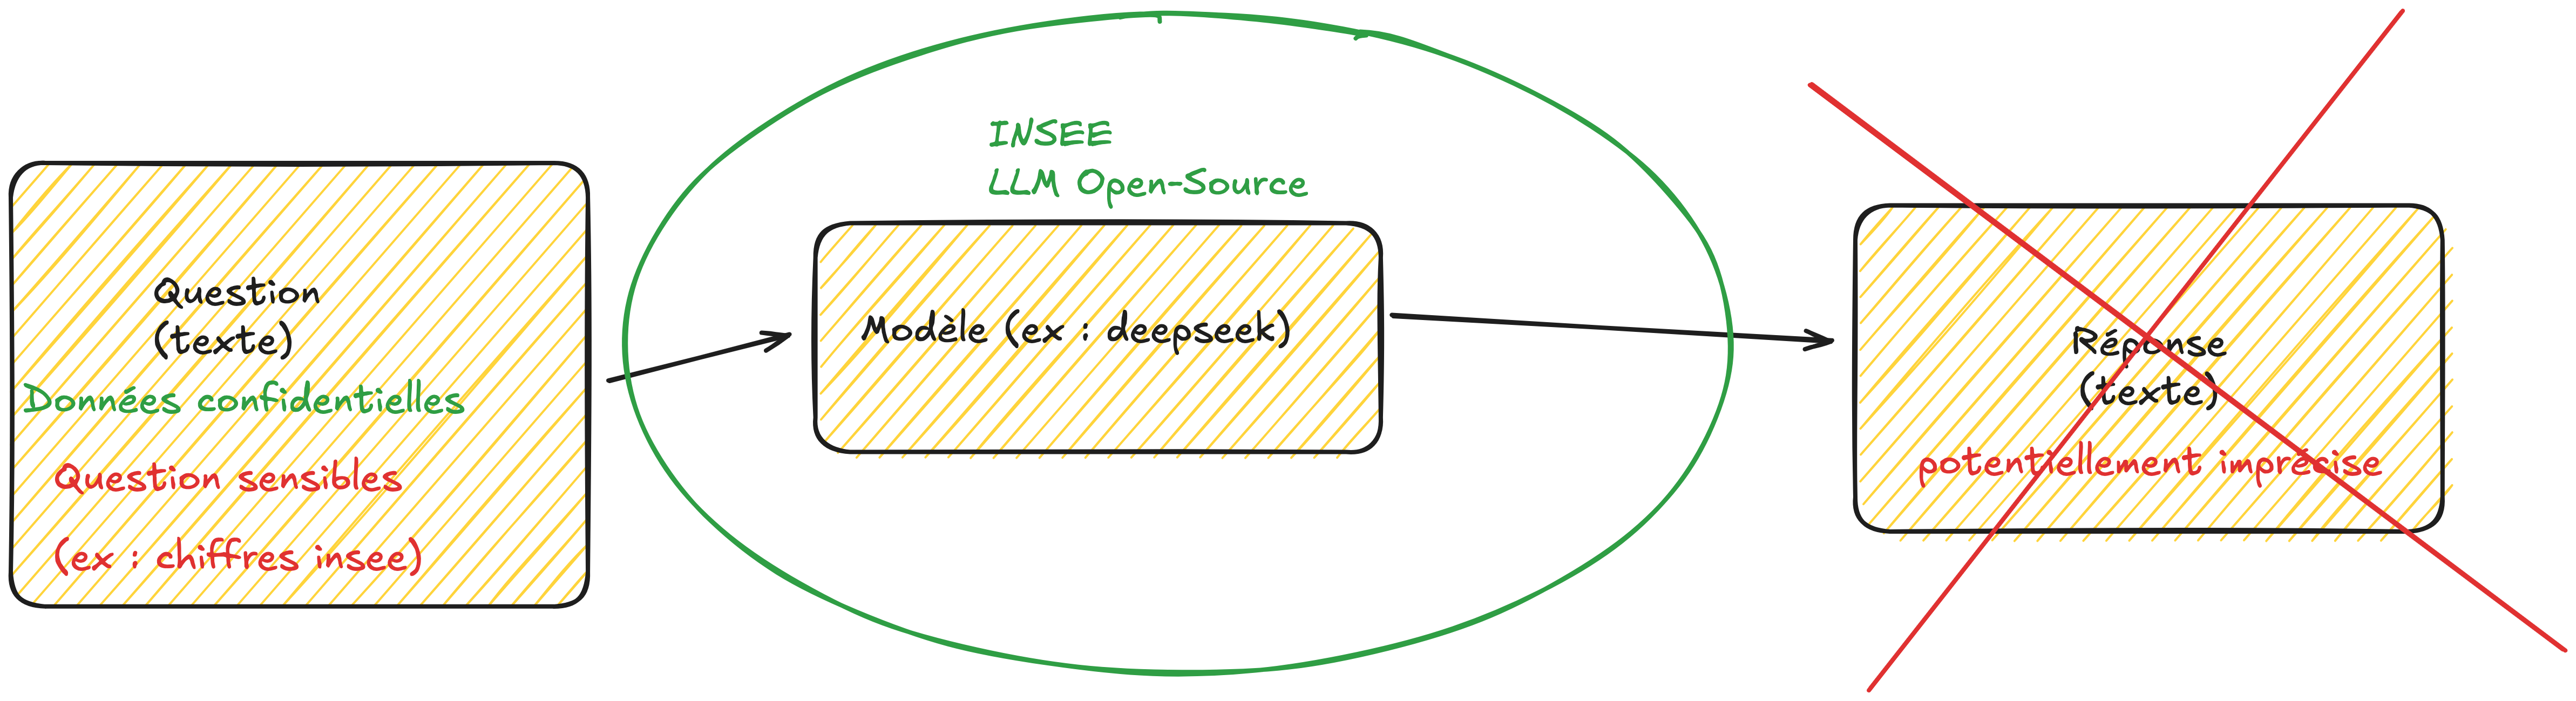 Question
(texte)
Données confidentielles
Question sensibles
(ex : chiffres insee)
INSEE
LLM Open-Source
Modèle (ex : deepseek)
Réponse
(texte)
potentiellement imprécise